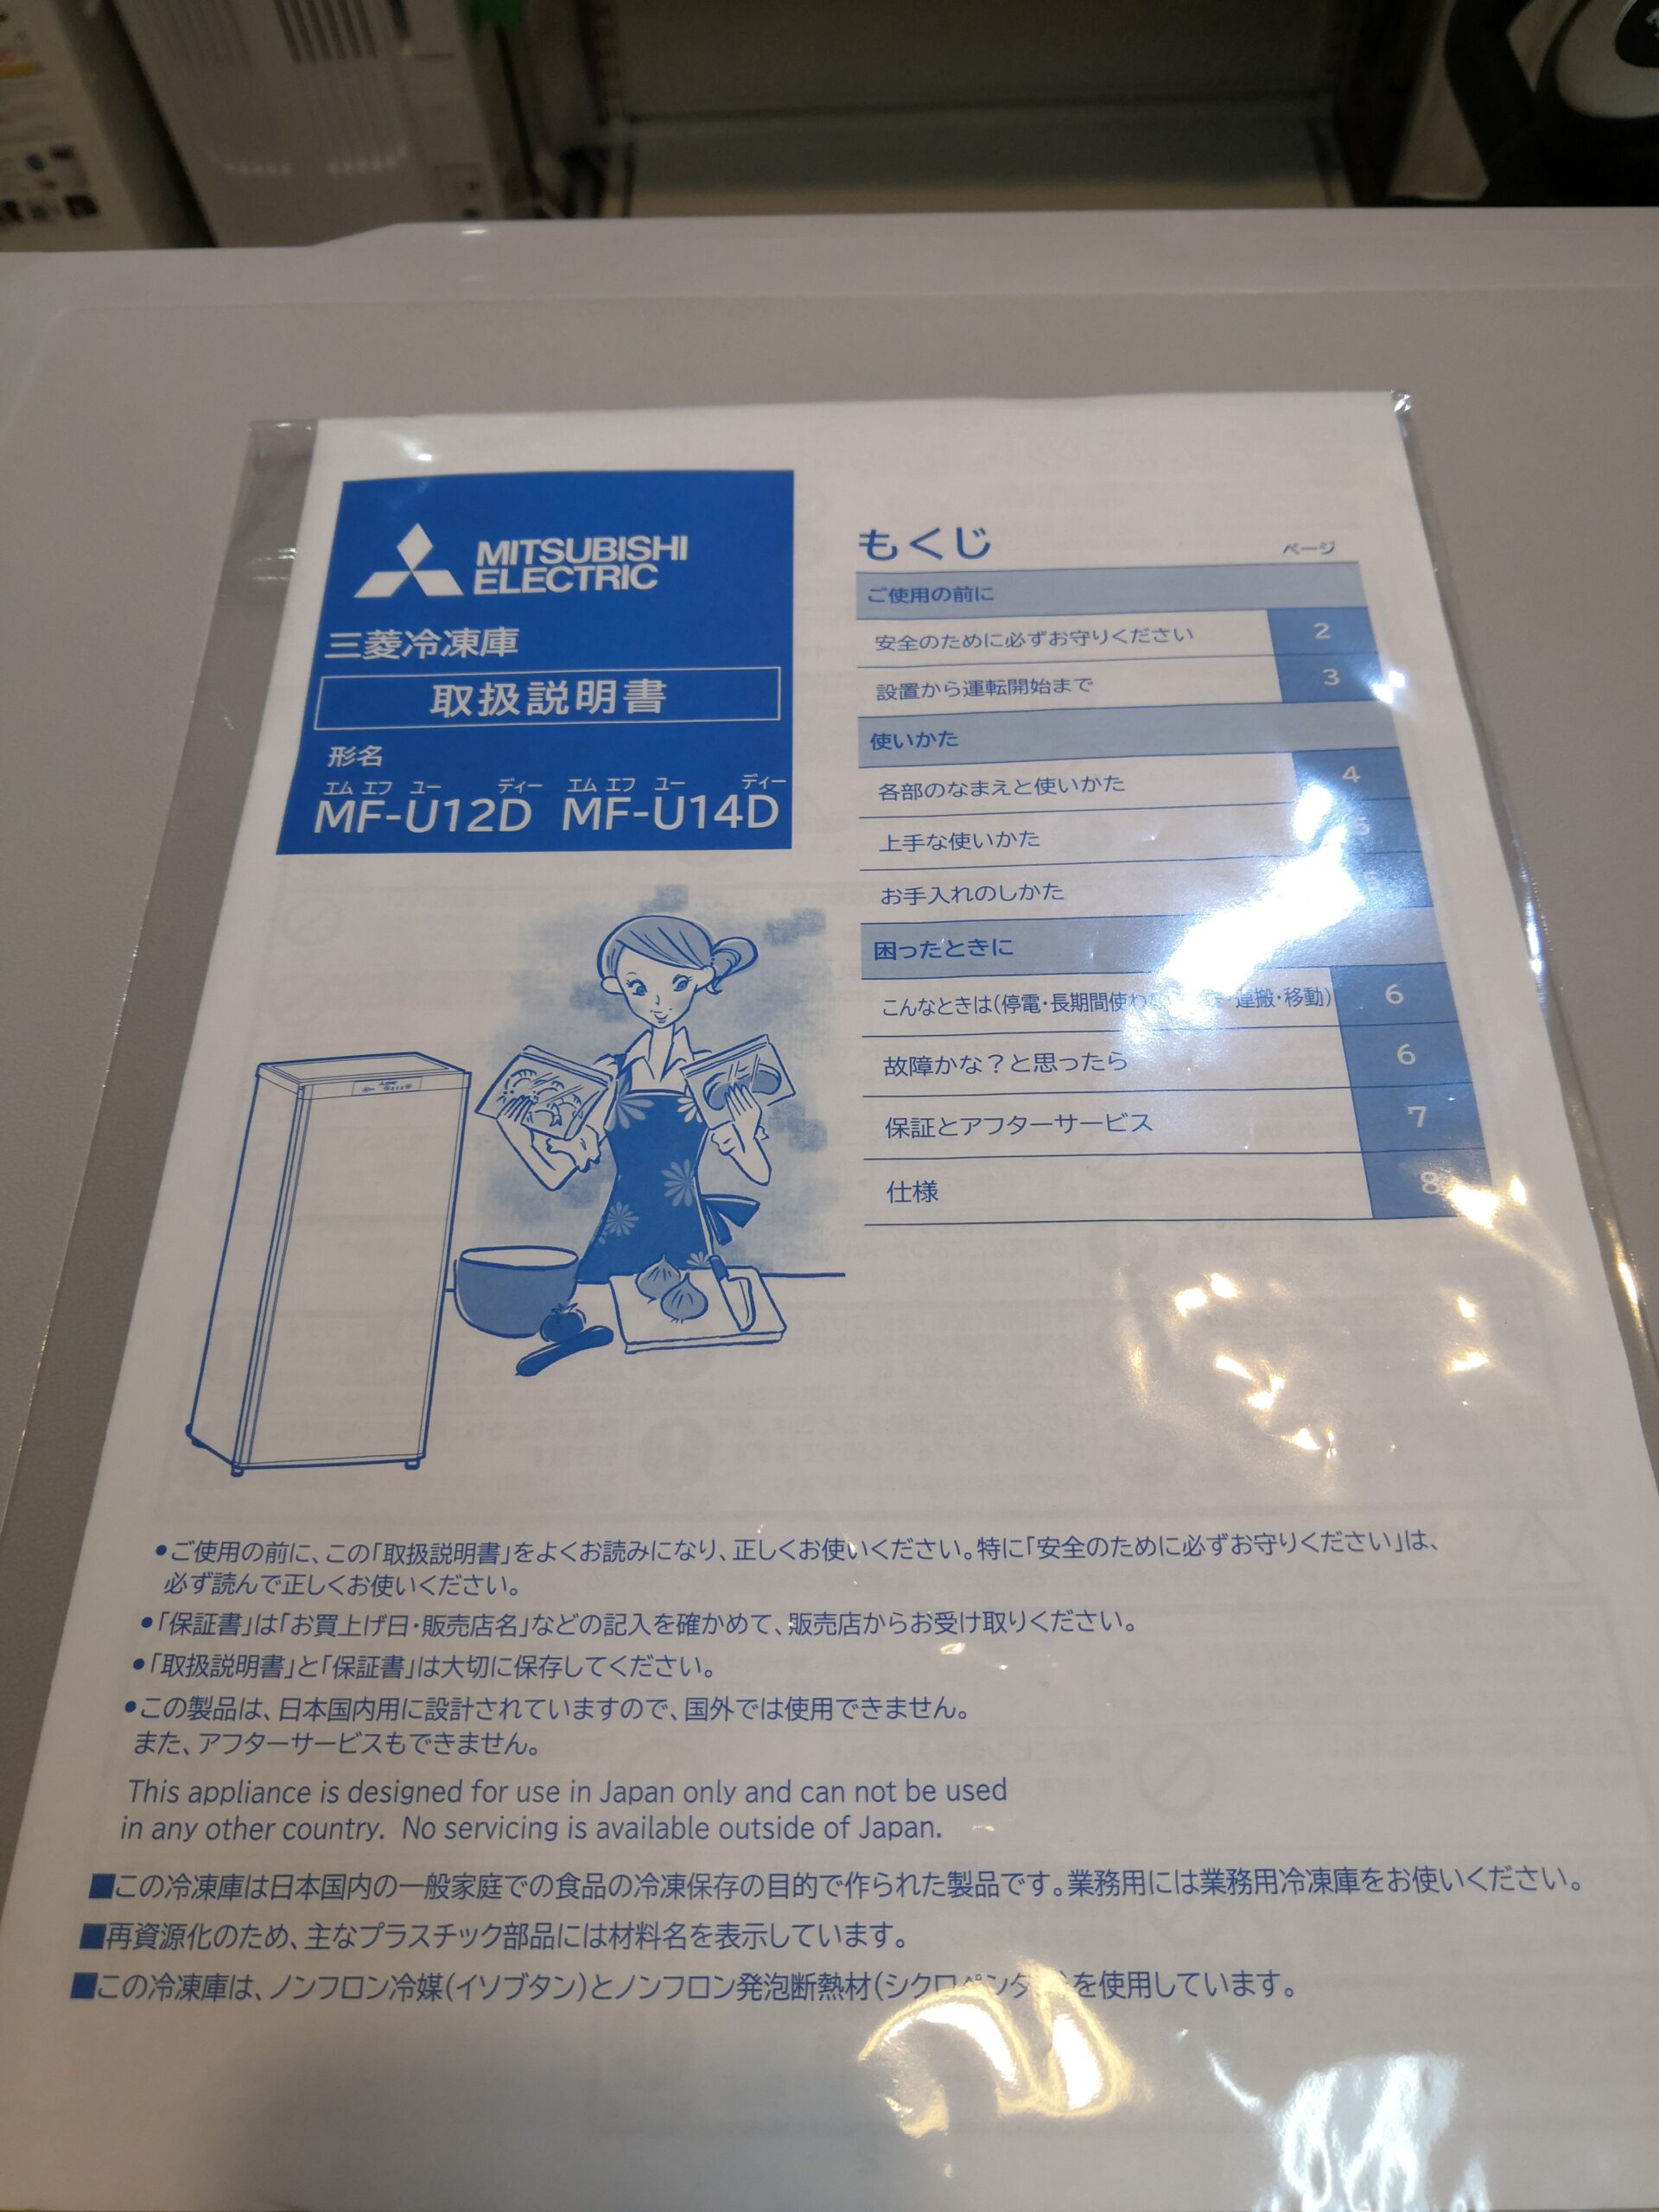 MITSUBISHI
ELECTRIC
三菱冷凍庫
取扱説明書
形名
エム エフ ユー ディー エム エフ ユー ディー
MF-U12D MF-U14D
もくじ ページ
ご使用の前に
安全のために必ずお守りください 2
設置から運転開始まで 3
使いかた
各部のなまえと使いかた 4
上手な使いかた 5
お手入れのしかた 5
困ったときに
こんなときは(停電・長期間使わな 運搬・移動) 6
故障かな?と思ったら 6
保証とアフターサービス 7
仕様 8
●ご使用の前に、この「取扱説明書」をよくお読みになり、正しくお使いください。特に「安全のために必ずお守りください」は、
必ず読んで正しくお使いください。
●「保証書」は「お買上げ日・販売店名」などの記入を確かめて、販売店からお受け取りください。
●「取扱説明書」と「保証書」は大切に保存してください。
●この製品は、日本国内用に設計されていますので、国外では使用できません。
また、アフターサービスもできません。
This appliance is designed for use in Japan only and can not be used
in any other country. No servicing is available outside of Japan.
■この冷凍庫は日本国内の一般家庭での食品の冷凍保存の目的で作られた製品です。業務用には業務用冷凍庫をお使いください。
■再資源化のため、主なプラスチック部品には材料名を表示しています。
■この冷凍庫は、ノンフロン冷媒(イソブタン)とノンフロン発泡断熱材(シクロペンタン)を使用しています。